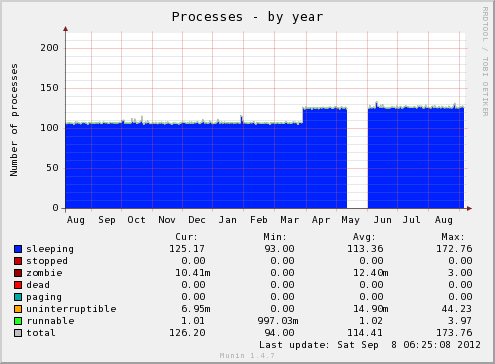 Processes - by year
RRDTOOL / TOBI OETIKER
Number of processes
200
150
100
50
0
Aug Sep Oct Nov Dec Jan Feb Mar Apr May Jun Jul Aug
Cur: Min: Avg: Max:
sleeping 125.17 93.00 113.36 172.76
stopped 0.00 0.00 0.00 0.00
zombie 10.41m 0.00 12.40m 3.00
dead 0.00 0.00 0.00 0.00
paging 0.00 0.00 0.00 0.00
uninterruptible 6.95m 0.00 14.90m 44.23
runnable 1.01 997.03m 1.02 3.97
total 126.20 94.00 114.41 173.76
Last update: Sat Sep 8 06:25:08 2012
Munin 1.4.7